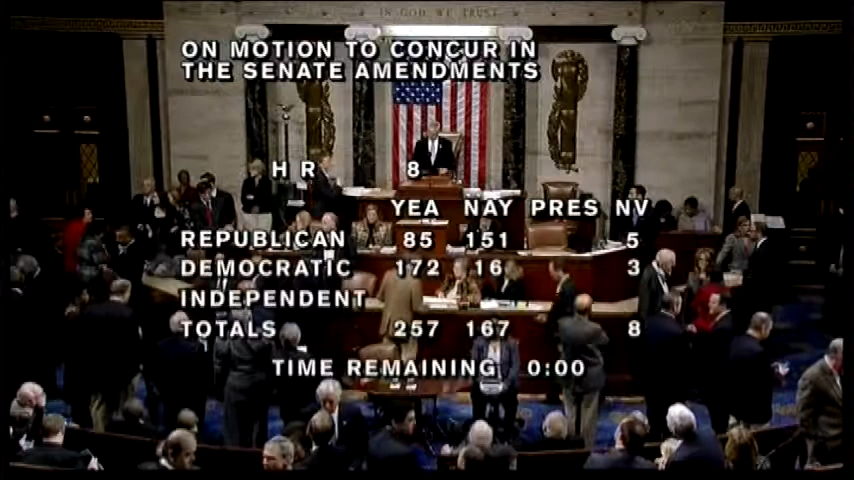 IN GOD WE TRUST
ON MOTION TO CONCUR IN
THE SENATE AMENDMENTS
H R 8
YEA NAY PRES NV
REPUBLICAN 85 151 5
DEMOCRATIC 172 16 3
INDEPENDENT
TOTALS 257 167 8
TIME REMAINING 0:00